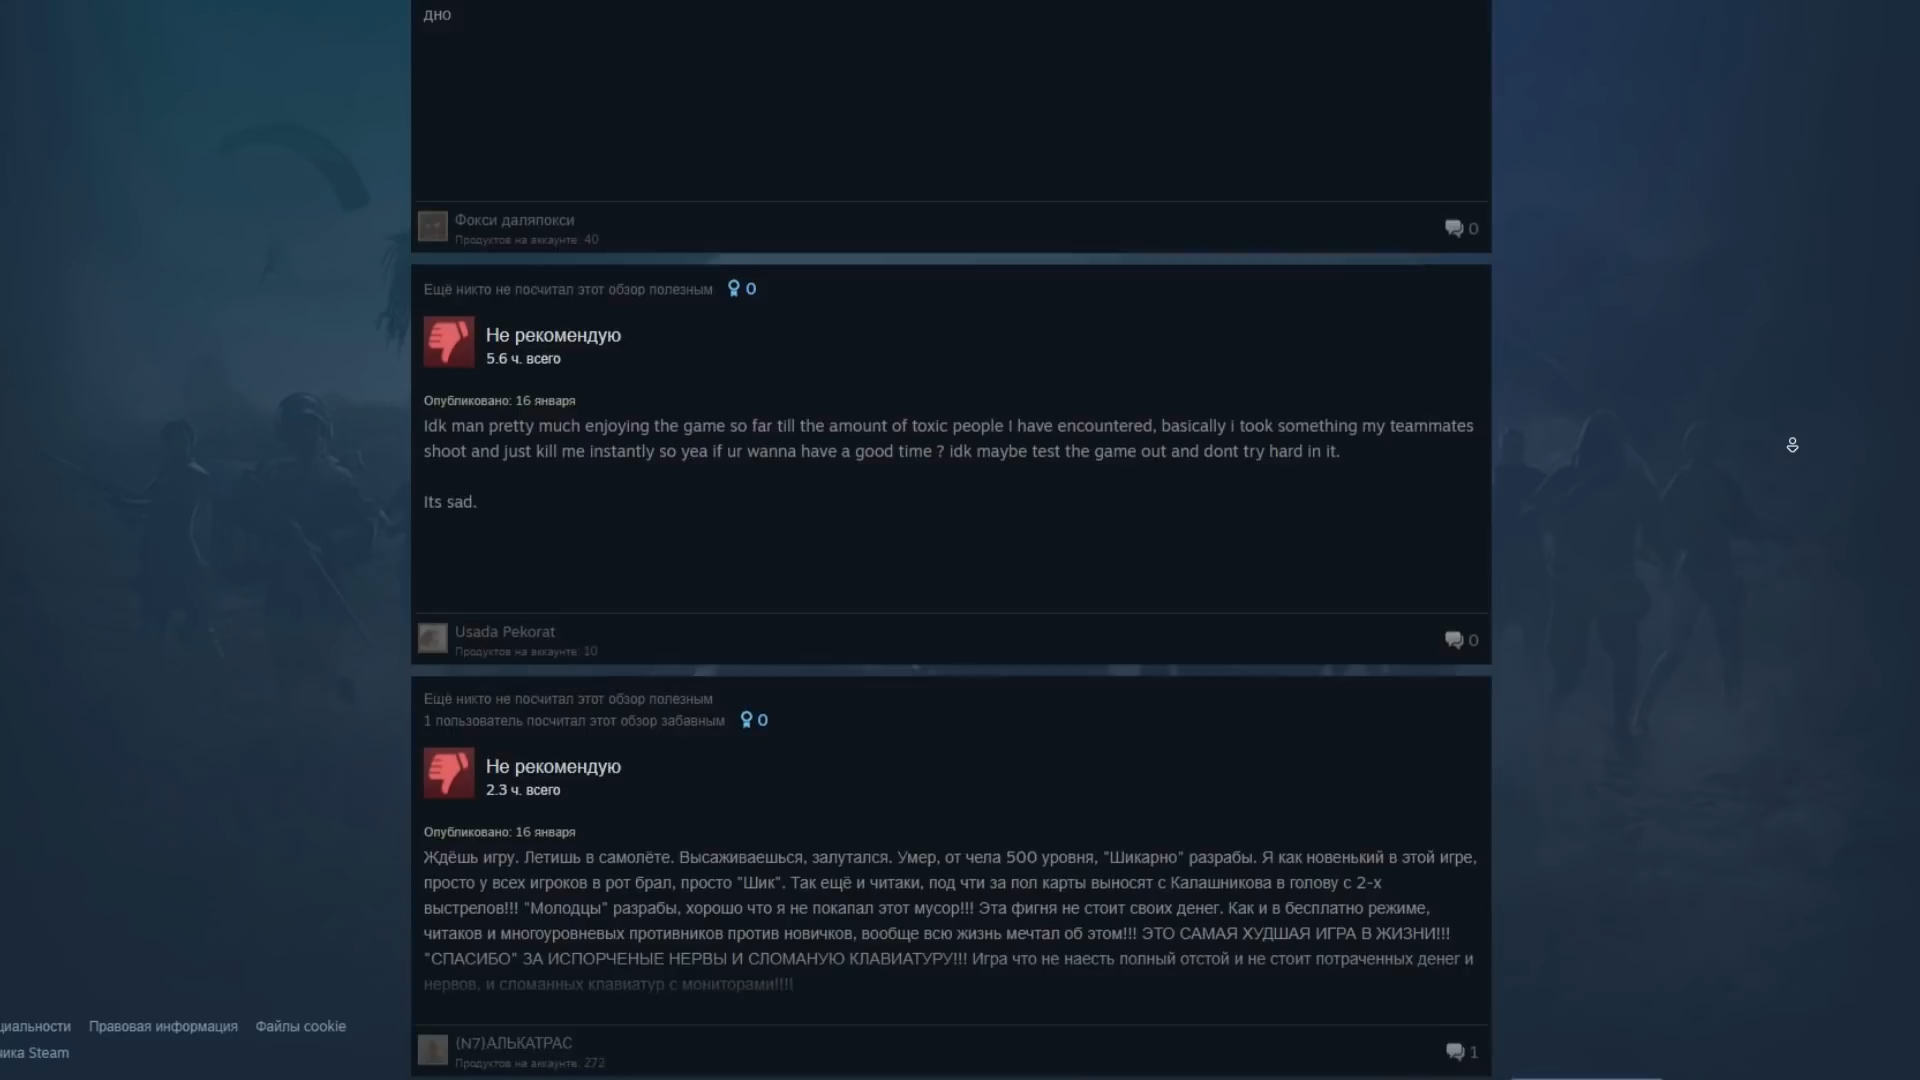 дно
Фокси даляпокси
Продуктов на аккаунте: 40
0
Ещё никто не посчитал этот обзор полезным 0
Не рекомендую
5.6 ч. всего
Опубликовано: 16 января
Idk man pretty much enjoying the game so far till the amount of toxic people I have encountered, basically i took something my teammates
shoot and just kill me instantly so yea if ur wanna have a good time ? idk maybe test the game out and dont try hard in it.
Its sad.
Usada Pekorat
Продуктов на аккаунте: 10
0
Ещё никто не посчитал этот обзор полезным
1 пользователь посчитал этот обзор забавным 0
Не рекомендую
2.3 ч. всего
Опубликовано: 16 января
Ждёшь игру. Летишь в самолёте. Высаживаешься, залутался. Умер, от чела 500 уровня, "Шикарно" разрабы. Я как новенький в этой игре,
просто у всех игроков в рот брал, просто "Шик". Так ещё и читаки, под чти за пол карты выносят с Калашникова в голову с 2-х
выстрелов!!! "Молодцы" разрабы, хорошо что я не покапал этот мусор!!! Эта фигня не стоит своих денег. Как и в бесплатно режиме,
читаков и многоуровневых противников против новичков, вообще всю жизнь мечтал об этом!!! ЭТО САМАЯ ХУДШАЯ ИГРА В ЖИЗНИ!!!
"СПАСИБО" ЗА ИСПОРЧЕНЫЕ НЕРВЫ И СЛОМАНУЮ КЛАВИАТУРУ!!! Игра что не наесть полный отстой и не стоит потраченных денег и
нервов, и сломанных клавиатур с мониторами!!!!
(N7)АЛЬКАТРАС
Продуктов на аккаунте: 272
1
циальности Правовая информация Файлы cookie
чика Steam